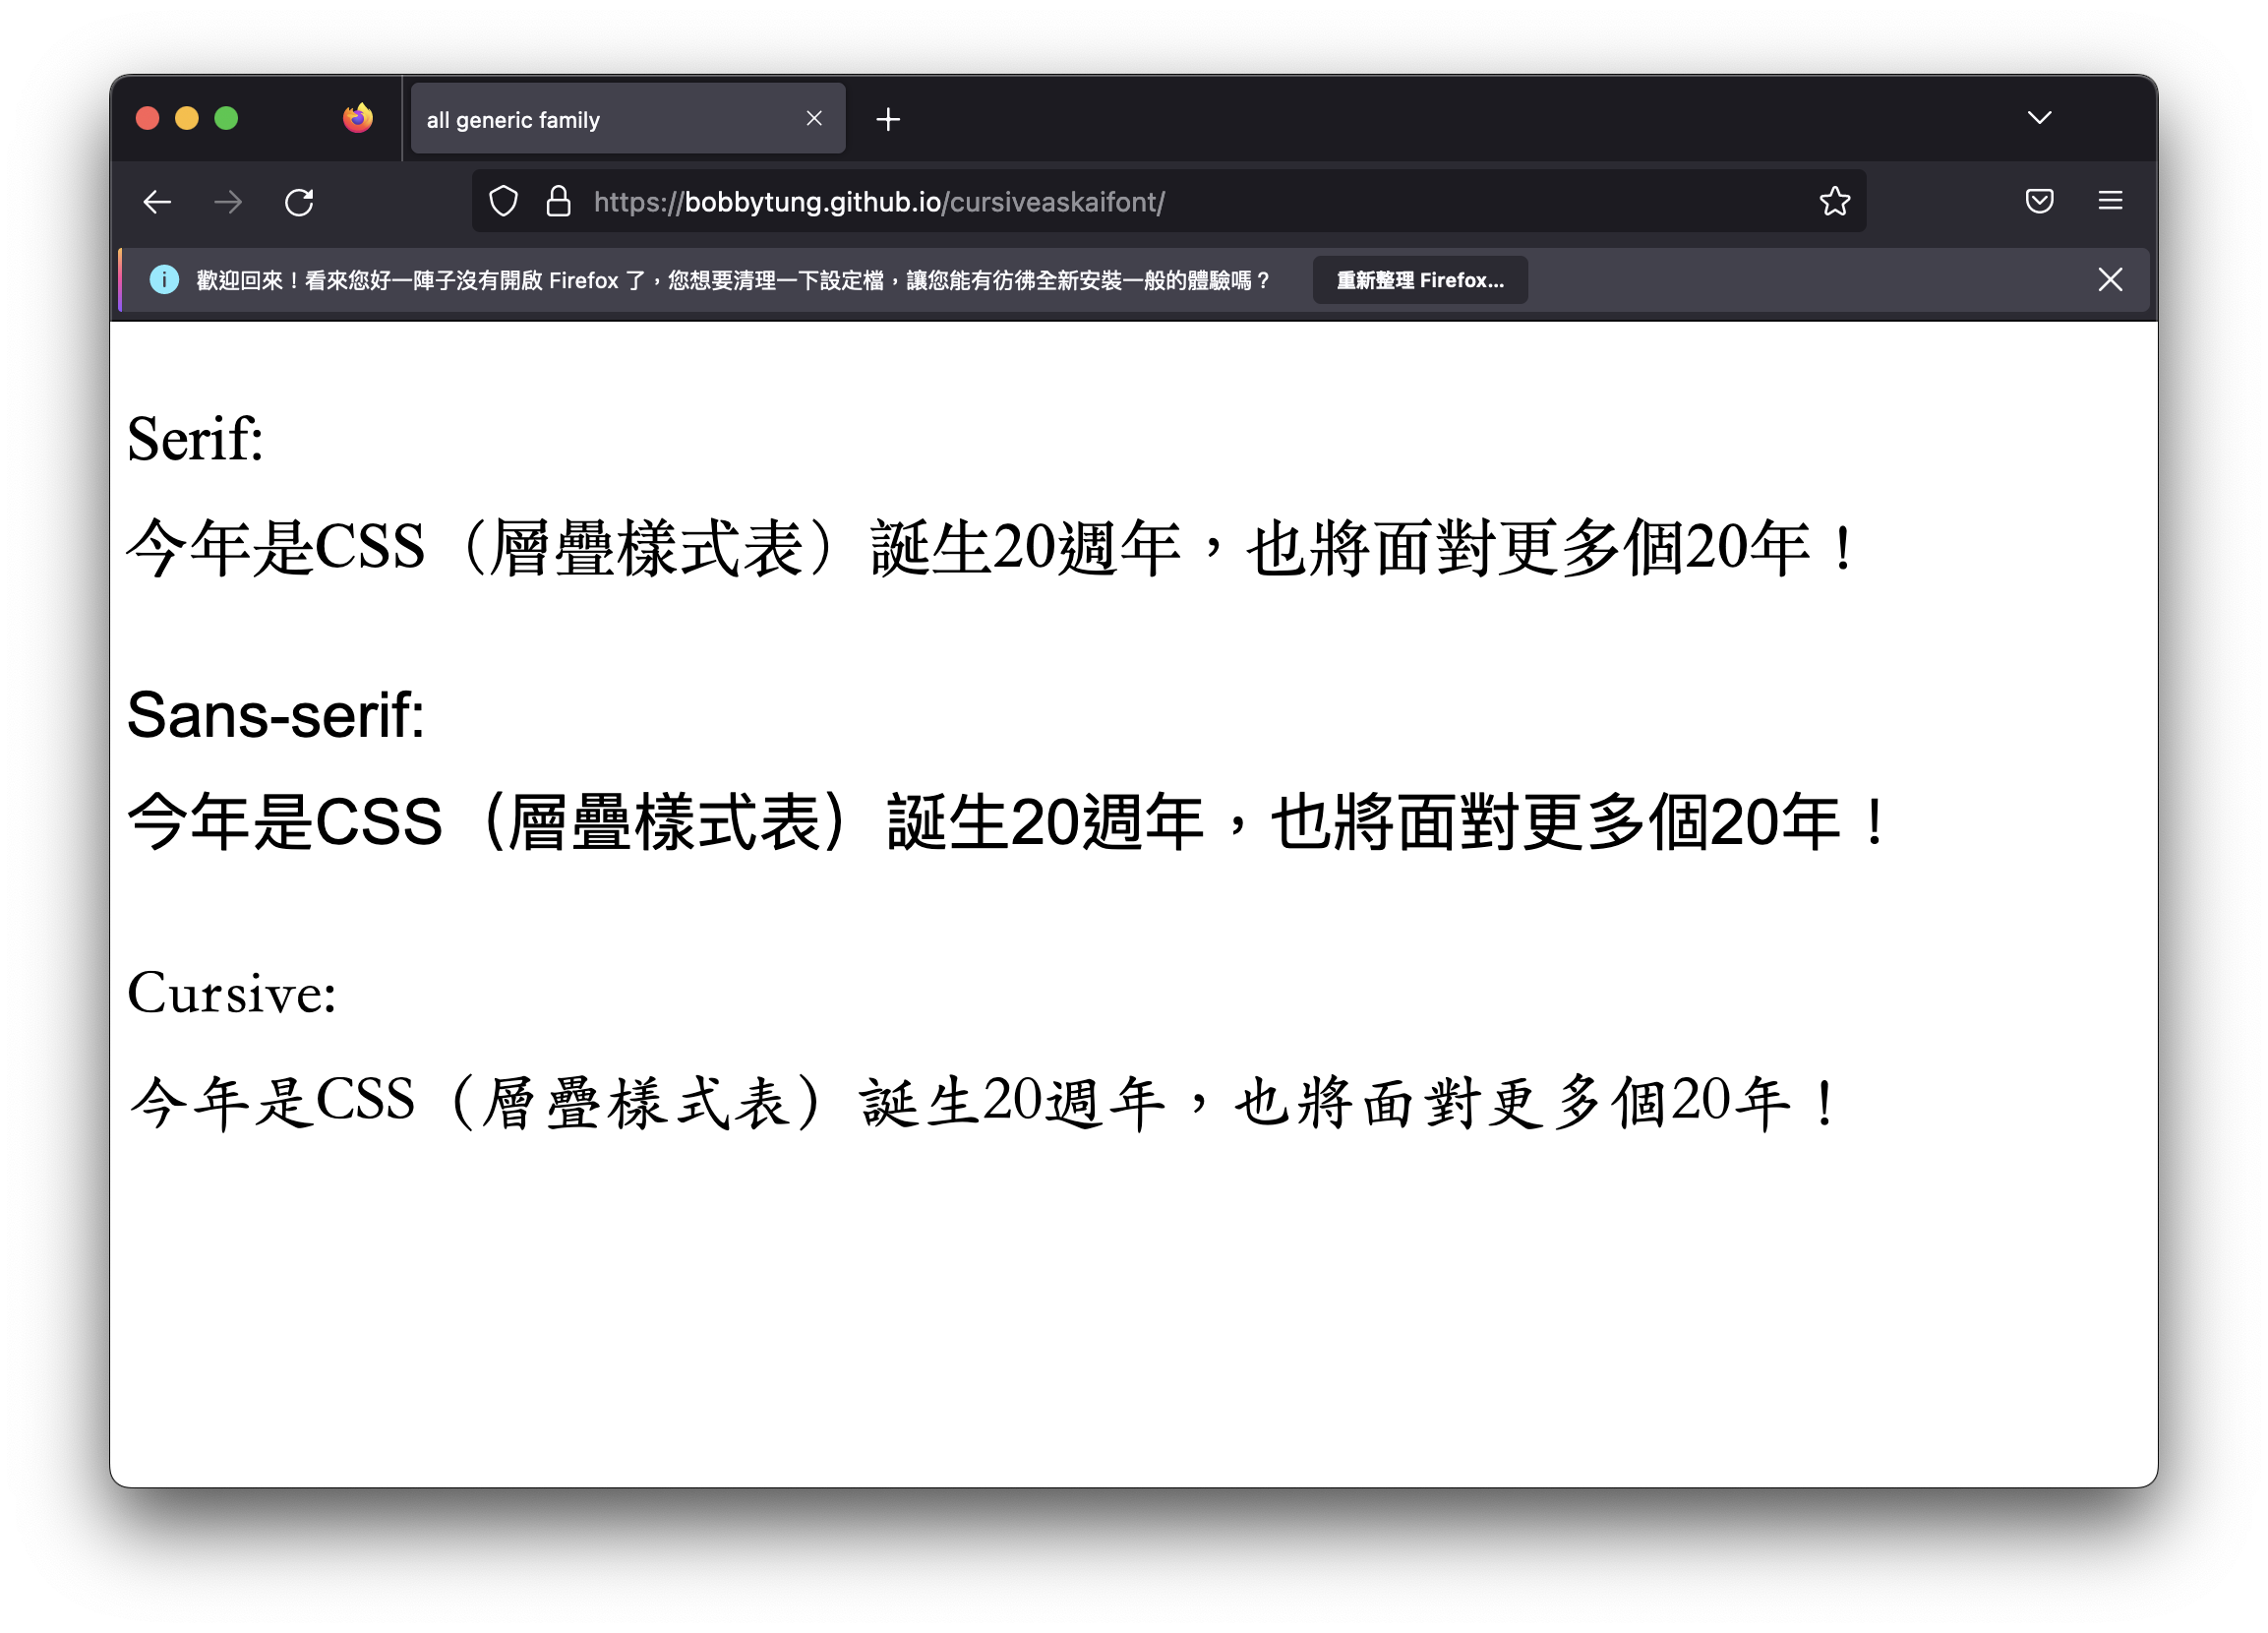 all generic family
https://bobbytung.github.io/cursiveaskaifont/
歡迎回來！看來您好一陣子沒有開啟 Firefox 了，您想要清理一下設定檔，讓您能有彷彿全新安裝一般的體驗嗎？ 重新整理 Firefox...
Serif:
今年是CSS（層疊樣式表）誕生20週年，也將面對更多個20年！
Sans-serif:
今年是CSS（層疊樣式表）誕生20週年，也將面對更多個20年！
Cursive:
今年是CSS（層疊樣式表）誕生20週年，也將面對更多個20年！